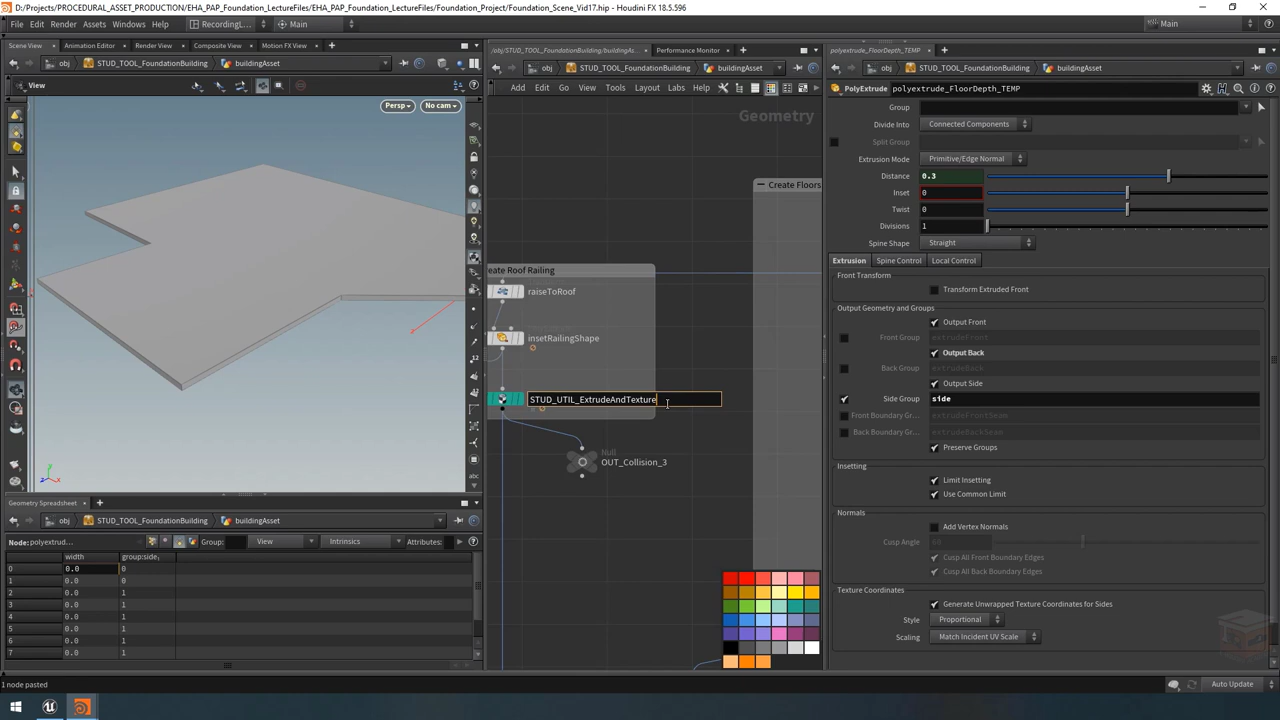 D:/Projects/PROCEDURAL_ASSET_PRODUCTION/EHA_PAP_Foundation_LectureFiles/EHA_PAP_Foundation_LectureFiles/Foundation_Project/Foundation_Scene_Vid17.hip - Houdini FX 18.5.596
File Edit Render Assets Windows Help RecordingL... Main Main
Scene View Animation Editor Render View Composite View Motion FX View
obj STUD_TOOL_FoundationBuilding buildingAsset
View
Persp No cam
/obj/STUD_TOOL_FoundationBuilding/buildingAs... Performance Monitor
obj STUD_TOOL_FoundationBuilding buildingAsset
Add Edit Go View Tools Layout Labs Help
Geometry
Create Floors
eate Roof Railing
raiseToRoof
insetRailingShape
STUD_UTIL_ExtrudeAndTexture
Null
OUT_Collision_3
polyextrude_FloorDepth_TEMP
obj STUD_TOOL_FoundationBuilding buildingAsset
PolyExtrude polyextrude_FloorDepth_TEMP
Group
Divide Into Connected Components
Split Group
Extrusion Mode Primitive/Edge Normal
Distance 0.3
Inset 0
Twist 0
Divisions 1
Spine Shape Straight
Extrusion Spine Control Local Control
Front Transform
Transform Extruded Front
Output Geometry and Groups
Output Front
Front Group extrudeFront
Output Back
Back Group extrudeBack
Output Side
Side Group side
Front Boundary Gr... extrudeFrontSeam
Back Boundary Gr... extrudeBackSeam
Preserve Groups
Insetting
Limit Insetting
Use Common Limit
Normals
Add Vertex Normals
Cusp Angle 60
Cusp All Front Boundary Edges
Cusp All Back Boundary Edges
Texture Coordinates
Generate Unwrapped Texture Coordinates for Sides
Style Proportional
Scaling Match Incident UV Scale
Geometry Spreadsheet
obj STUD_TOOL_FoundationBuilding buildingAsset
Node: polyextrud... Group: View Intrinsics Attributes:
width group:side
0 0.0 0
1 0.0 0
2 0.0 1
3 0.0 1
4 0.0 1
5 0.0 1
6 0.0 1
7 0.0 1
1 node pasted
Auto Update